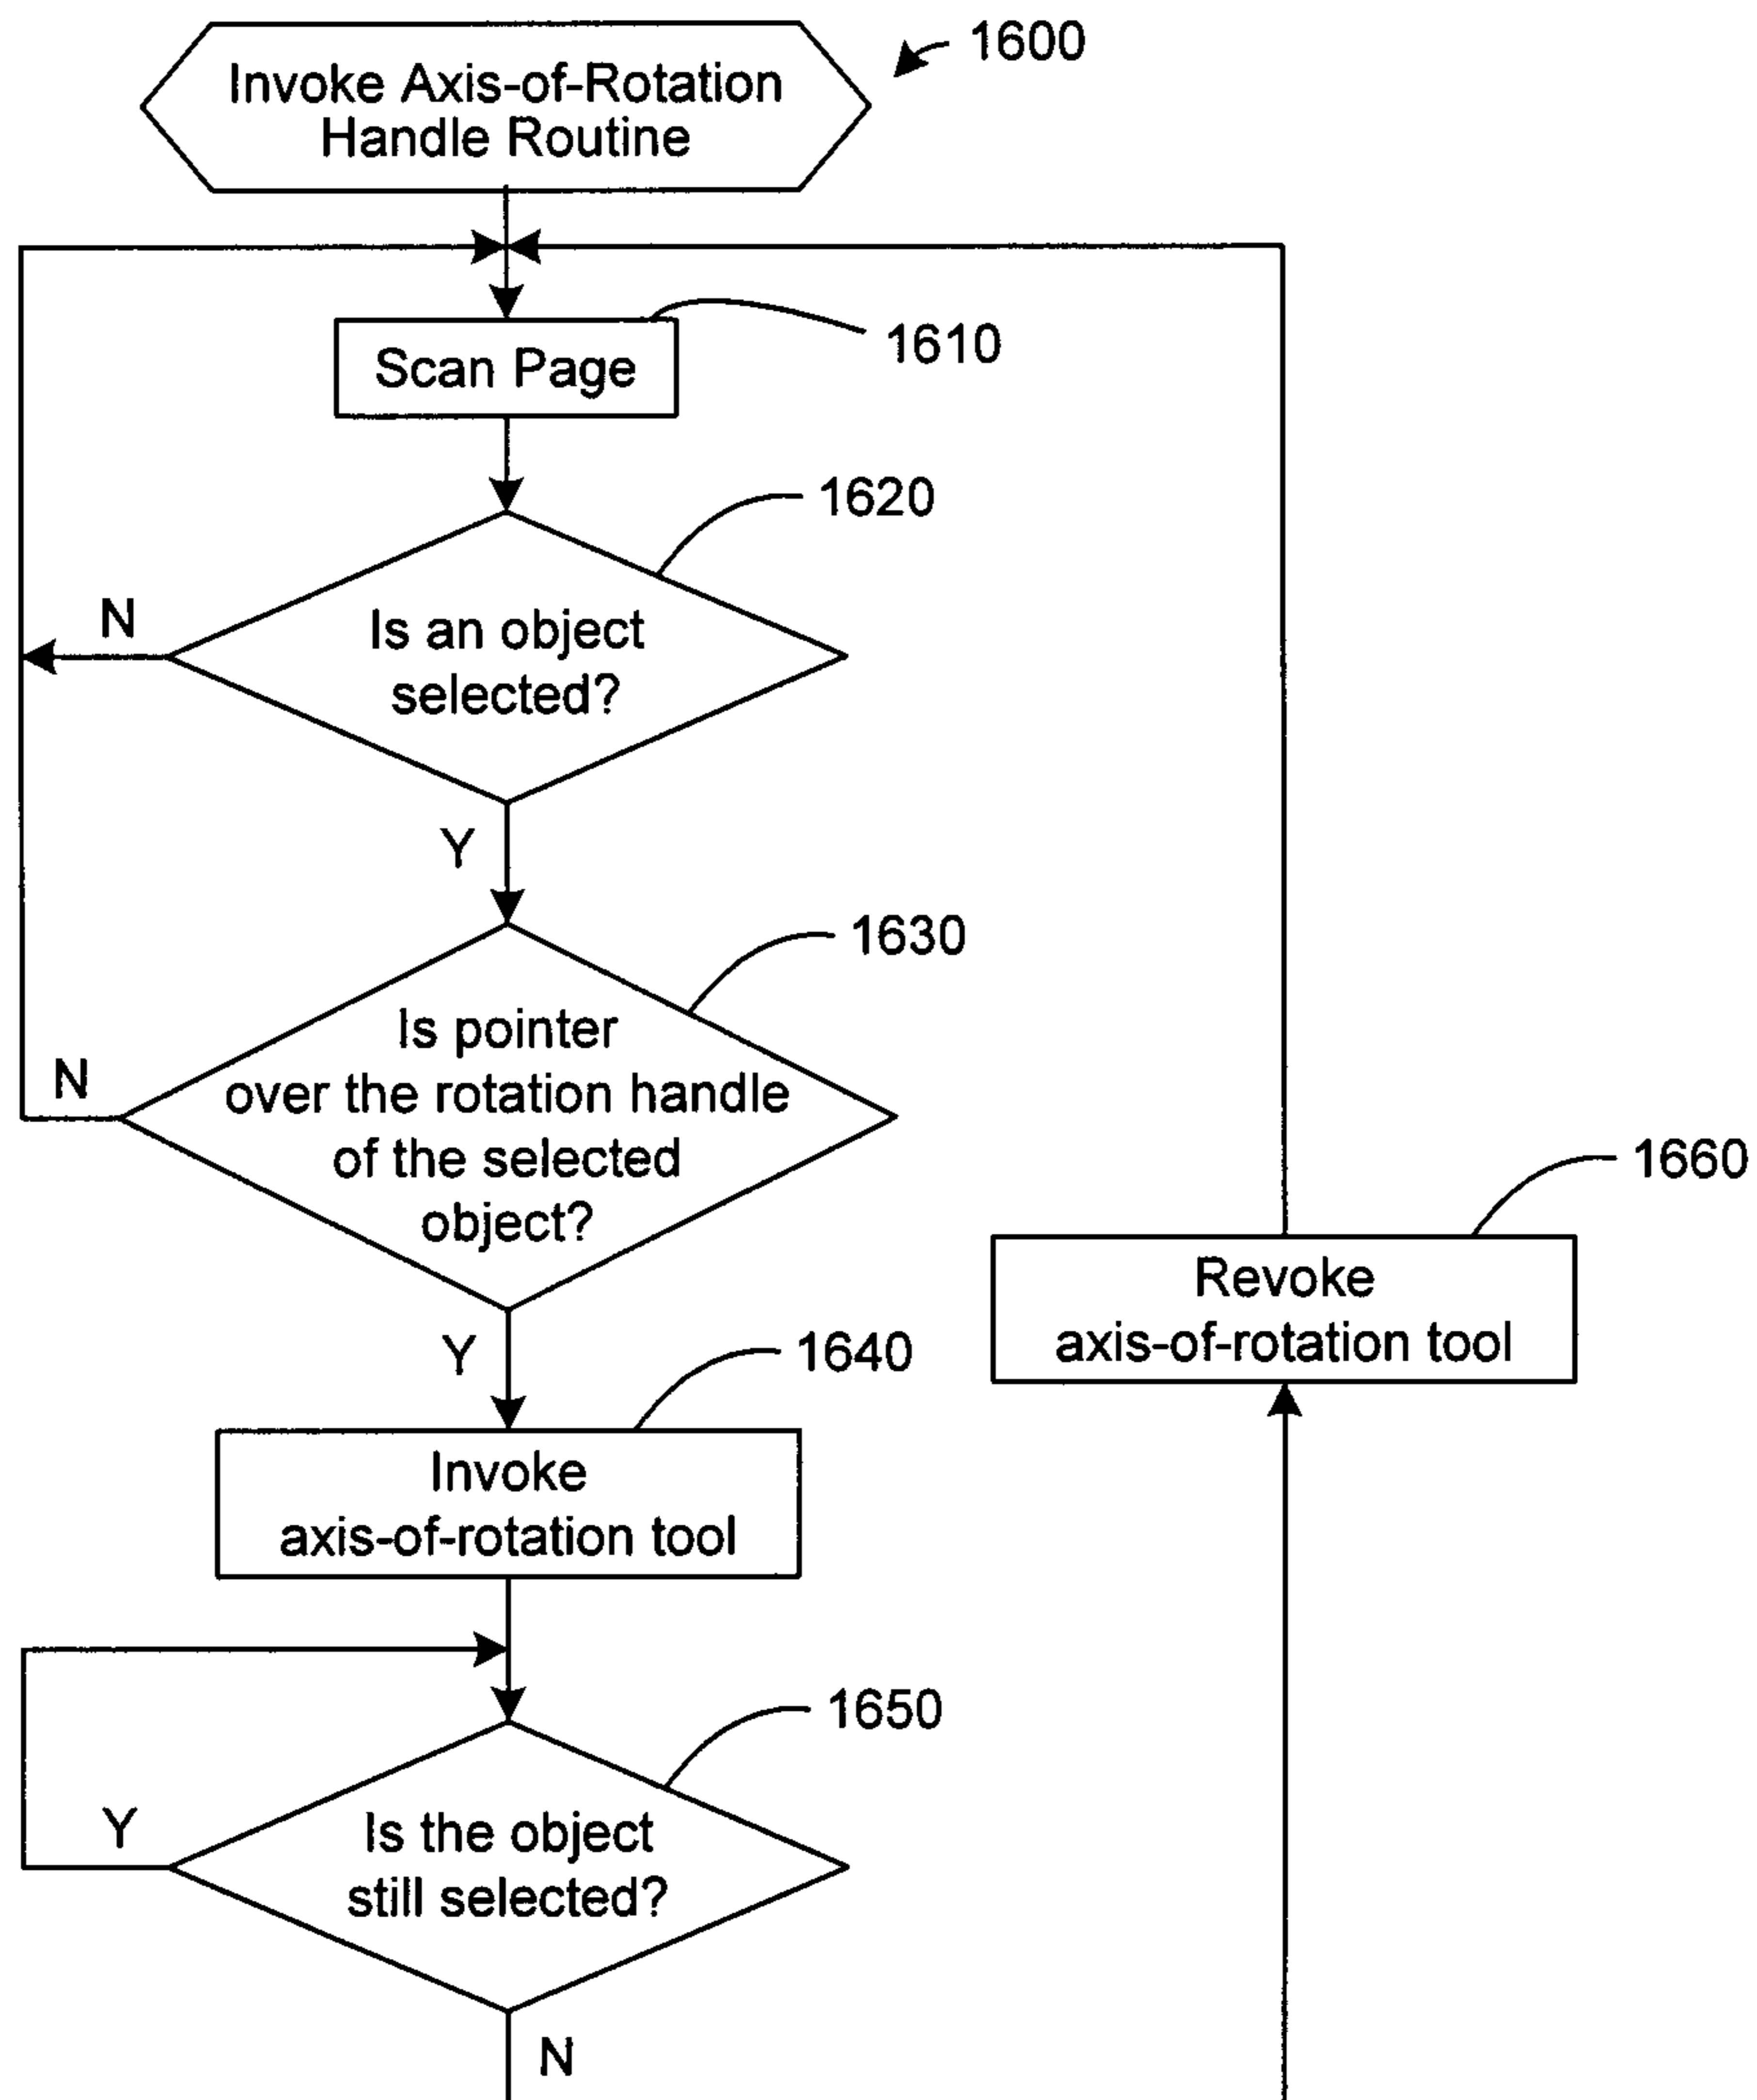 Invoke Axis-of-Rotation
Handle Routine
1600
Scan Page
1610
1620
Is an object
selected?
N
Y
1630
Is pointer
over the rotation handle
of the selected
object?
N
Y
1640
Invoke
axis-of-rotation tool
1650
Is the object
still selected?
Y
N
1660
Revoke
axis-of-rotation tool